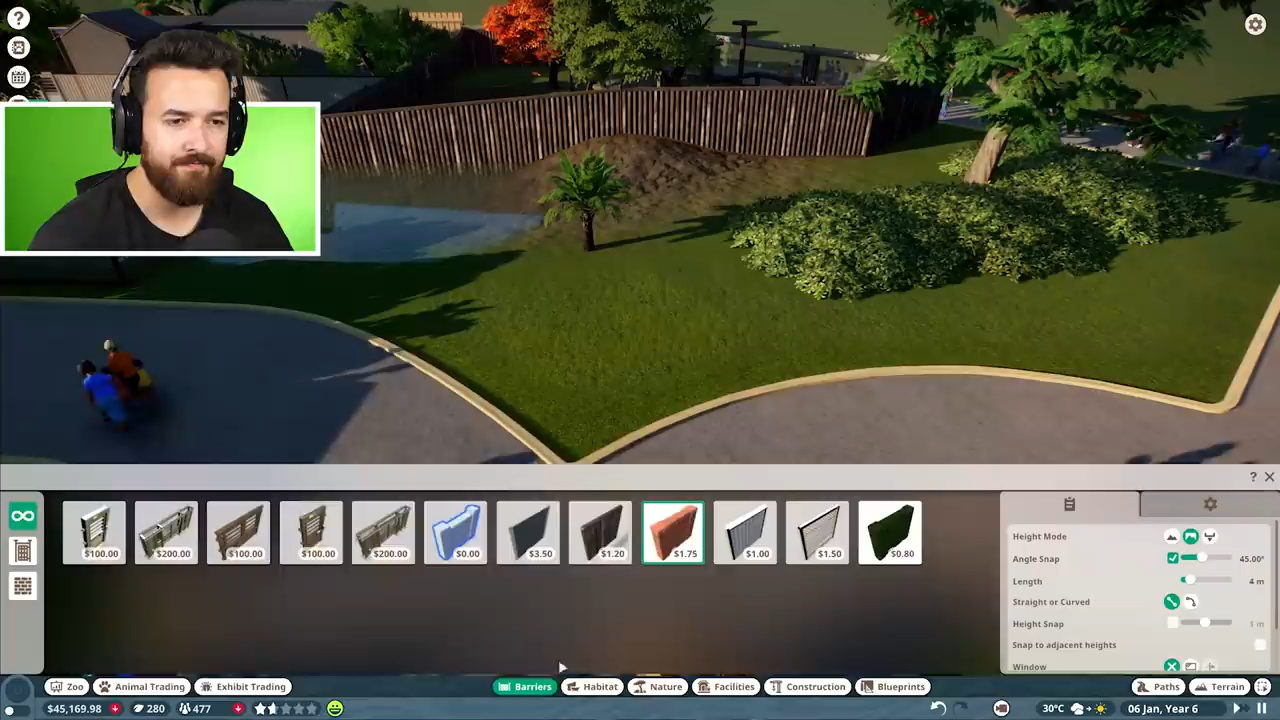 ?
? ×
$100.00 $200.00 $100.00 $100.00 $200.00 $0.00 $3.50 $1.20 $1.75 $1.00 $1.50 $0.80
Height Mode
Angle Snap 45.00°
Length 4 m
Straight or Curved
Height Snap 1 m
Snap to adjacent heights
Window
Zoo Animal Trading Exhibit Trading Barriers Habitat Nature Facilities Construction Blueprints Paths Terrain
$45,169.98 280 477 30°C 06 Jan, Year 6